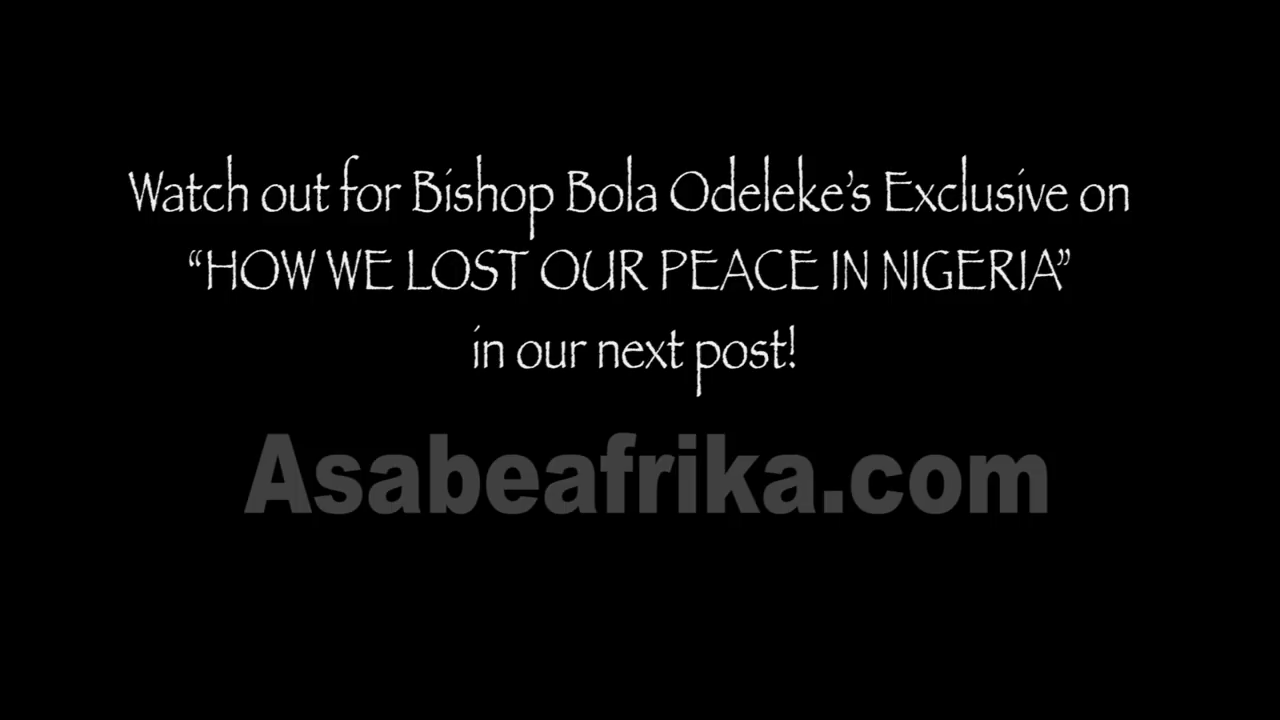 Watch out for Bishop Bola Odeleke’s Exclusive on
“HOW WE LOST OUR PEACE IN NIGERIA”
in our next post!
Asabeafrika.com